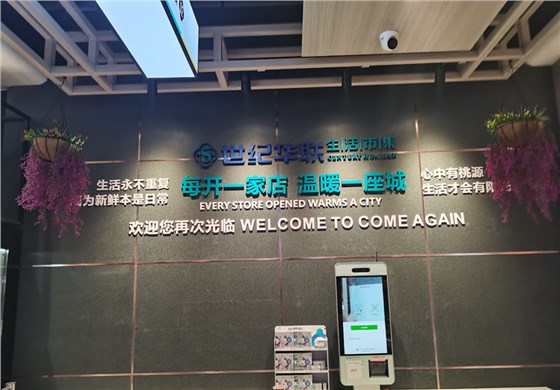 世纪华联 生活市集
CENTURY HUALIAN
生活永不重复
因为新鲜本是日常
每开一家店 温暖一座城
EVERY STORE OPENED WARMS A CITY
心中有桃源
生活才会有
欢迎您再次光临 WELCOME TO COME AGAIN